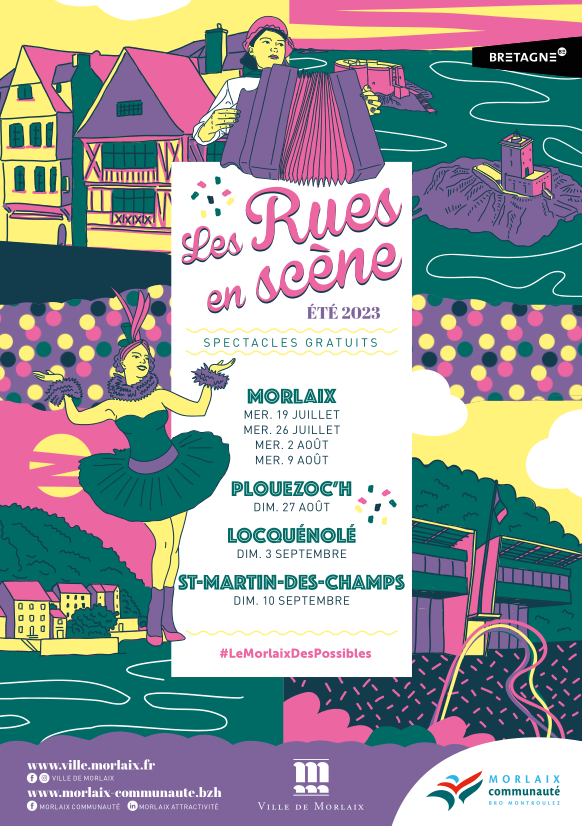 BRETAGNE
Les Rues
en scène
ÉTÉ 2023
SPECTACLES GRATUITS
MORLAIX
MER. 19 JUILLET
MER. 26 JUILLET
MER. 2 AOÛT
MER. 9 AOÛT
PLOUEZOC'H
DIM. 27 AOÛT
LOCQUÉNOLÉ
DIM. 3 SEPTEMBRE
ST-MARTIN-DES-CHAMPS
DIM. 10 SEPTEMBRE
#LeMorlaixDesPossibles
www.ville.morlaix.fr
VILLE DE MORLAIX
www.morlaix-communaute.bzh
MORLAIX COMMUNAUTÉ
MORLAIX ATTRACTIVITÉ
VILLE DE MORLAIX
MORLAIX
communauté
BRO MONTROULEZ